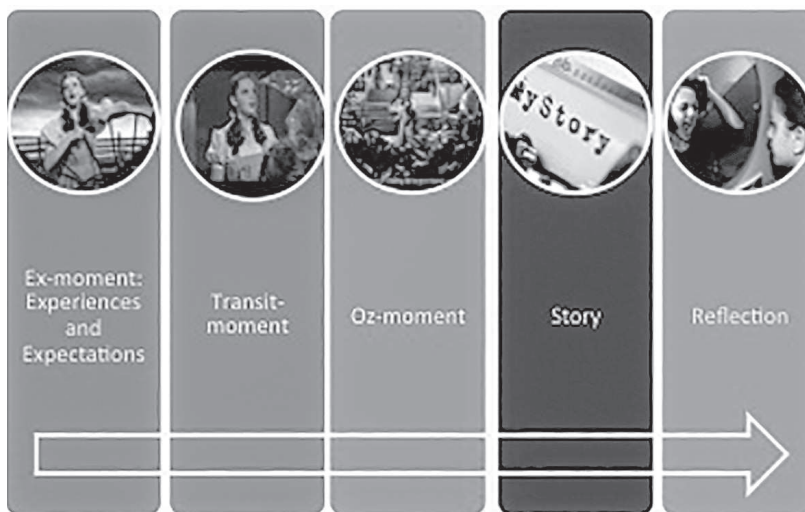 Ex-moment:
Experiences
and
Expectations
Transit-
moment
Oz-moment
MyStory
Story
Reflection